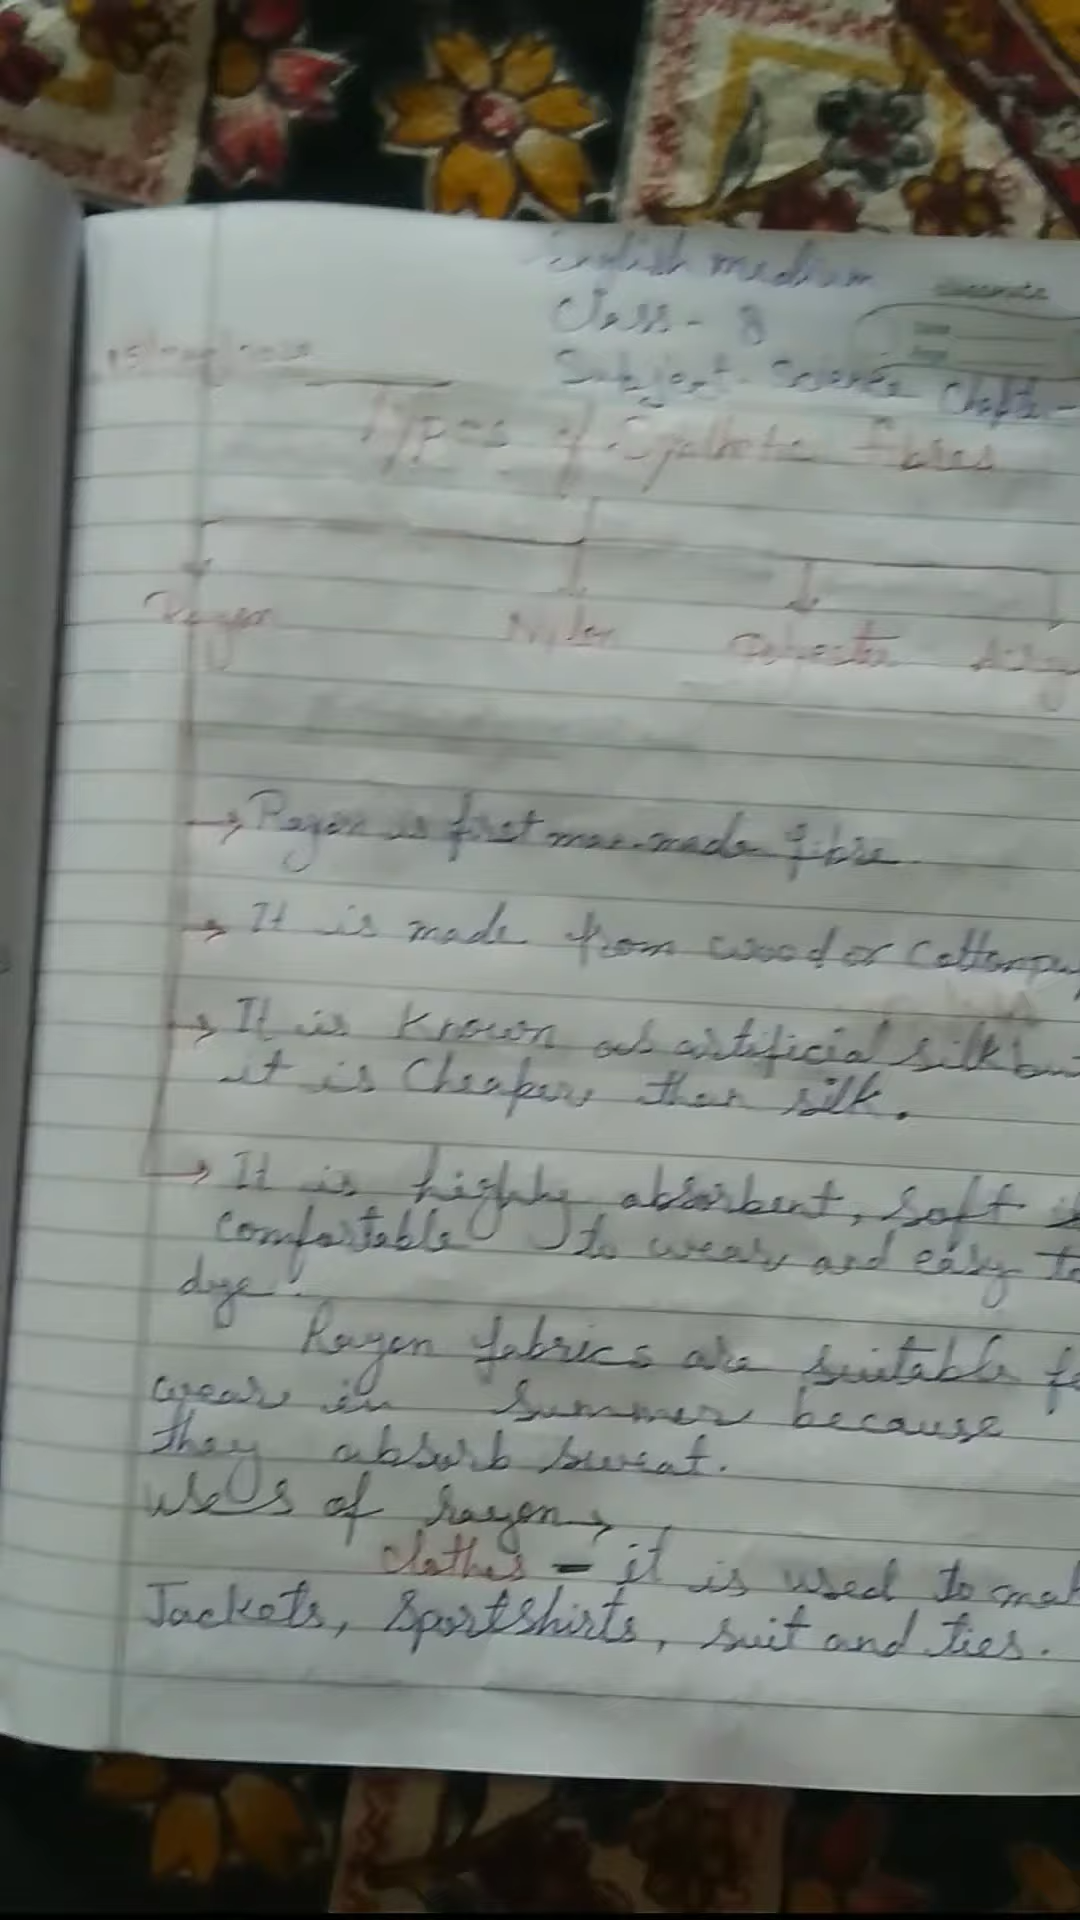 English medium
Class - 8
Subject - Science Chapter -
Types of Synthetic fibres
Rayon Nylon Polyester
→ Rayon is first man-made fibre.
→ It is made from wood or Cotton
→ It is known as artificial silk but
it is Cheaper than silk.
→ It is highly absorbent, soft
comfortable to wear and easy to
dye.
Rayon fabrics are suitable
wear in summer because
they absorb sweat.
Uses of rayon →
clothes - it is used to
Jackets, Sportshirts, suit and ties.